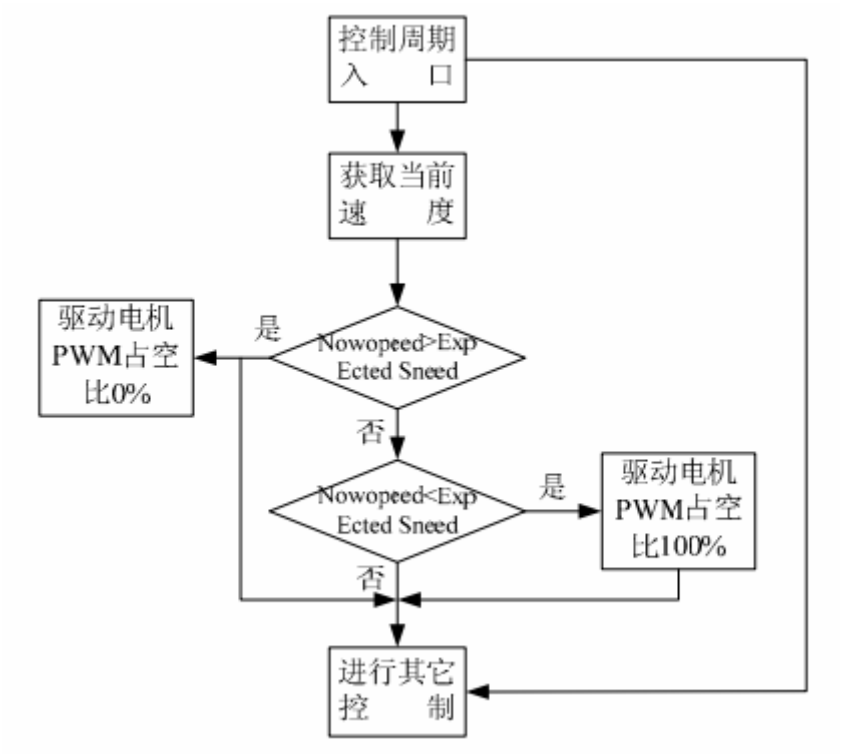 控制周期
入 口
获取当前
速 度
是
驱动电机
PWM占空
比0%
Nowopeed>Exp
Ected Sneed
否
Nowopeed<Exp
Ected Sneed
是
驱动电机
PWM占空
比100%
否
进行其它
控 制